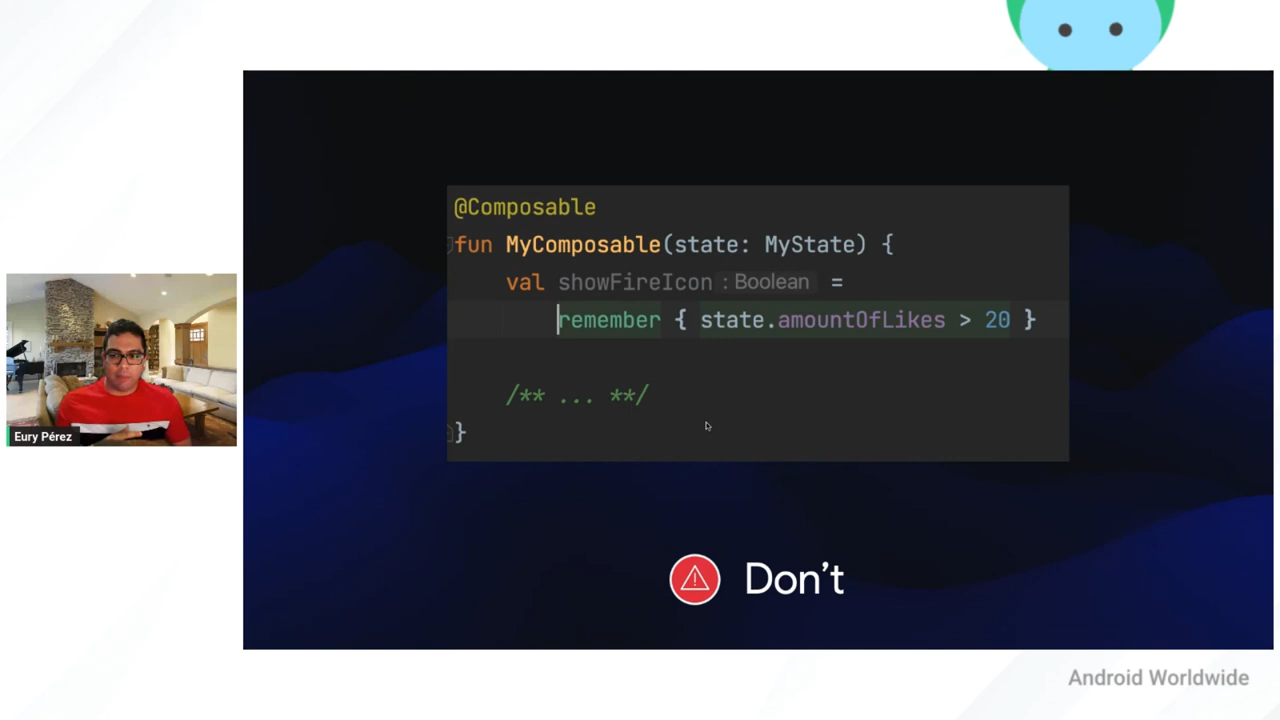 @Composable
fun MyComposable(state: MyState) {
val showFireIcon : Boolean =
remember { state.amountOfLikes > 20 }
/** ... **/
}
Eury Pérez
Don't
Android Worldwide